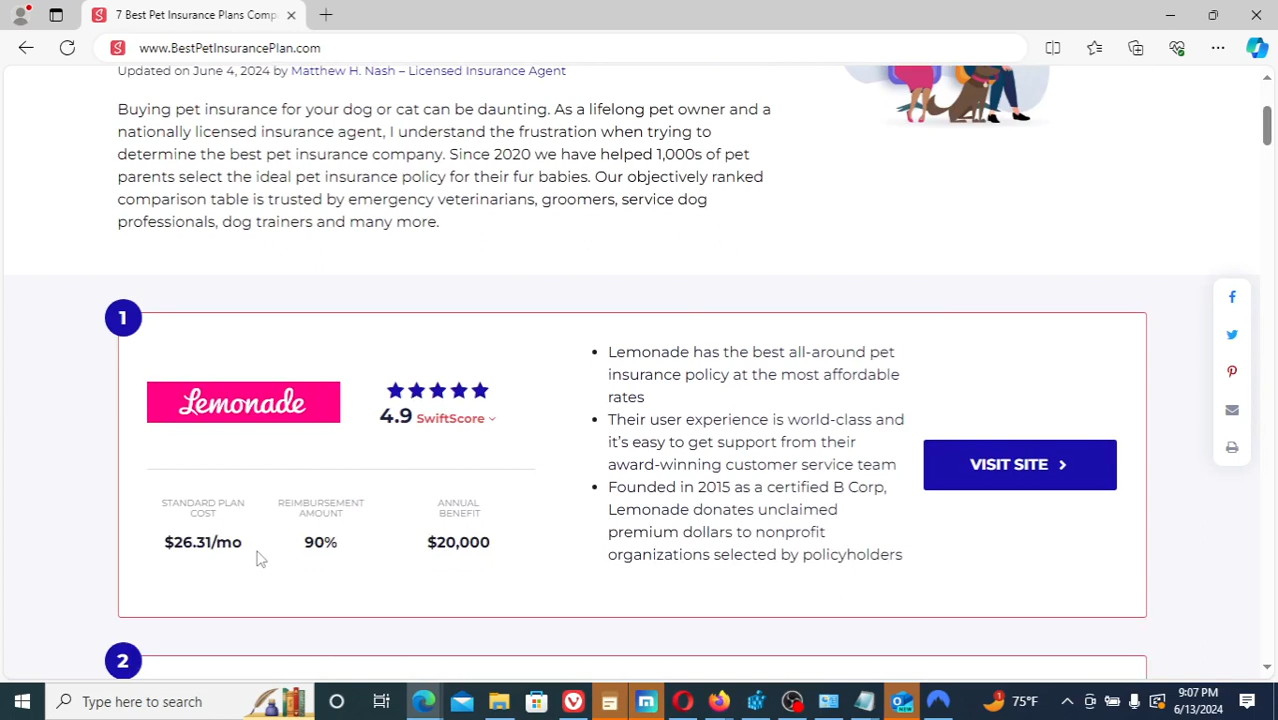 7 Best Pet Insurance Plans Comp
www.BestPetInsurancePlan.com
Updated on June 4, 2024 by Matthew H. Nash – Licensed Insurance Agent
Buying pet insurance for your dog or cat can be daunting. As a lifelong pet owner and a
nationally licensed insurance agent, I understand the frustration when trying to
determine the best pet insurance company. Since 2020 we have helped 1,000s of pet
parents select the ideal pet insurance policy for their fur babies. Our objectively ranked
comparison table is trusted by emergency veterinarians, groomers, service dog
professionals, dog trainers and many more.
1
Lemonade
4.9 SwiftScore
STANDARD PLAN
COST
$26.31/mo
REIMBURSEMENT
AMOUNT
90%
ANNUAL
BENEFIT
$20,000
• Lemonade has the best all-around pet
insurance policy at the most affordable
rates
• Their user experience is world-class and
it’s easy to get support from their
award-winning customer service team
• Founded in 2015 as a certified B Corp,
Lemonade donates unclaimed
premium dollars to nonprofit
organizations selected by policyholders
VISIT SITE
2
Type here to search
NEW
1
75°F
9:07 PM
6/13/2024